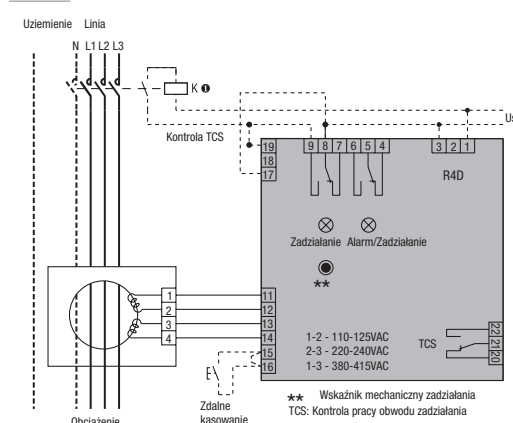 Uziemienie Linia
N L1 L2 L3
K ❶
Us
Kontrola TCS
19
18
17
9 8 7 6 5 4
3 2 1
R4D
Zadziałanie Alarm/Zadziałanie
**
1
2
3
4
11
12
13
14
15
16
1-2 - 110-125VAC
2-3 - 220-240VAC
1-3 - 380-415VAC
TCS
22
21
20
E
Zdalne
kasowanie
Obciążenie
** Wskaźnik mechaniczny zadziałania
TCS: Kontrola pracy obwodu zadziałania